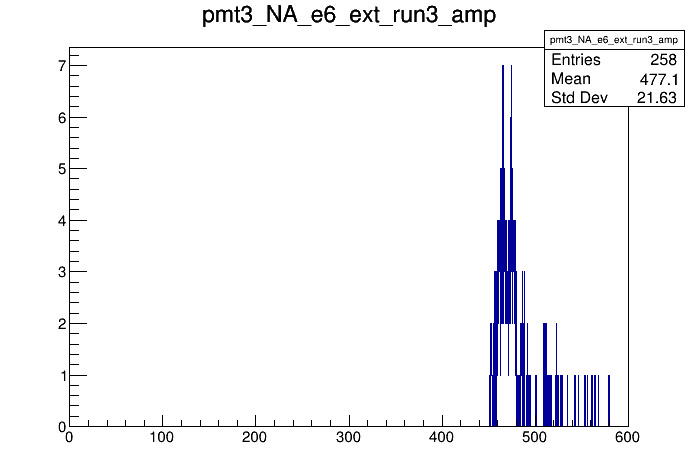 pmt3_NA_e6_ext_run3_amp
pmt3_NA_e6_ext_run3_amp
Entries 258
Mean 477.1
Std Dev 21.63
7
6
5
4
3
2
1
0
0 100 200 300 400 500 600